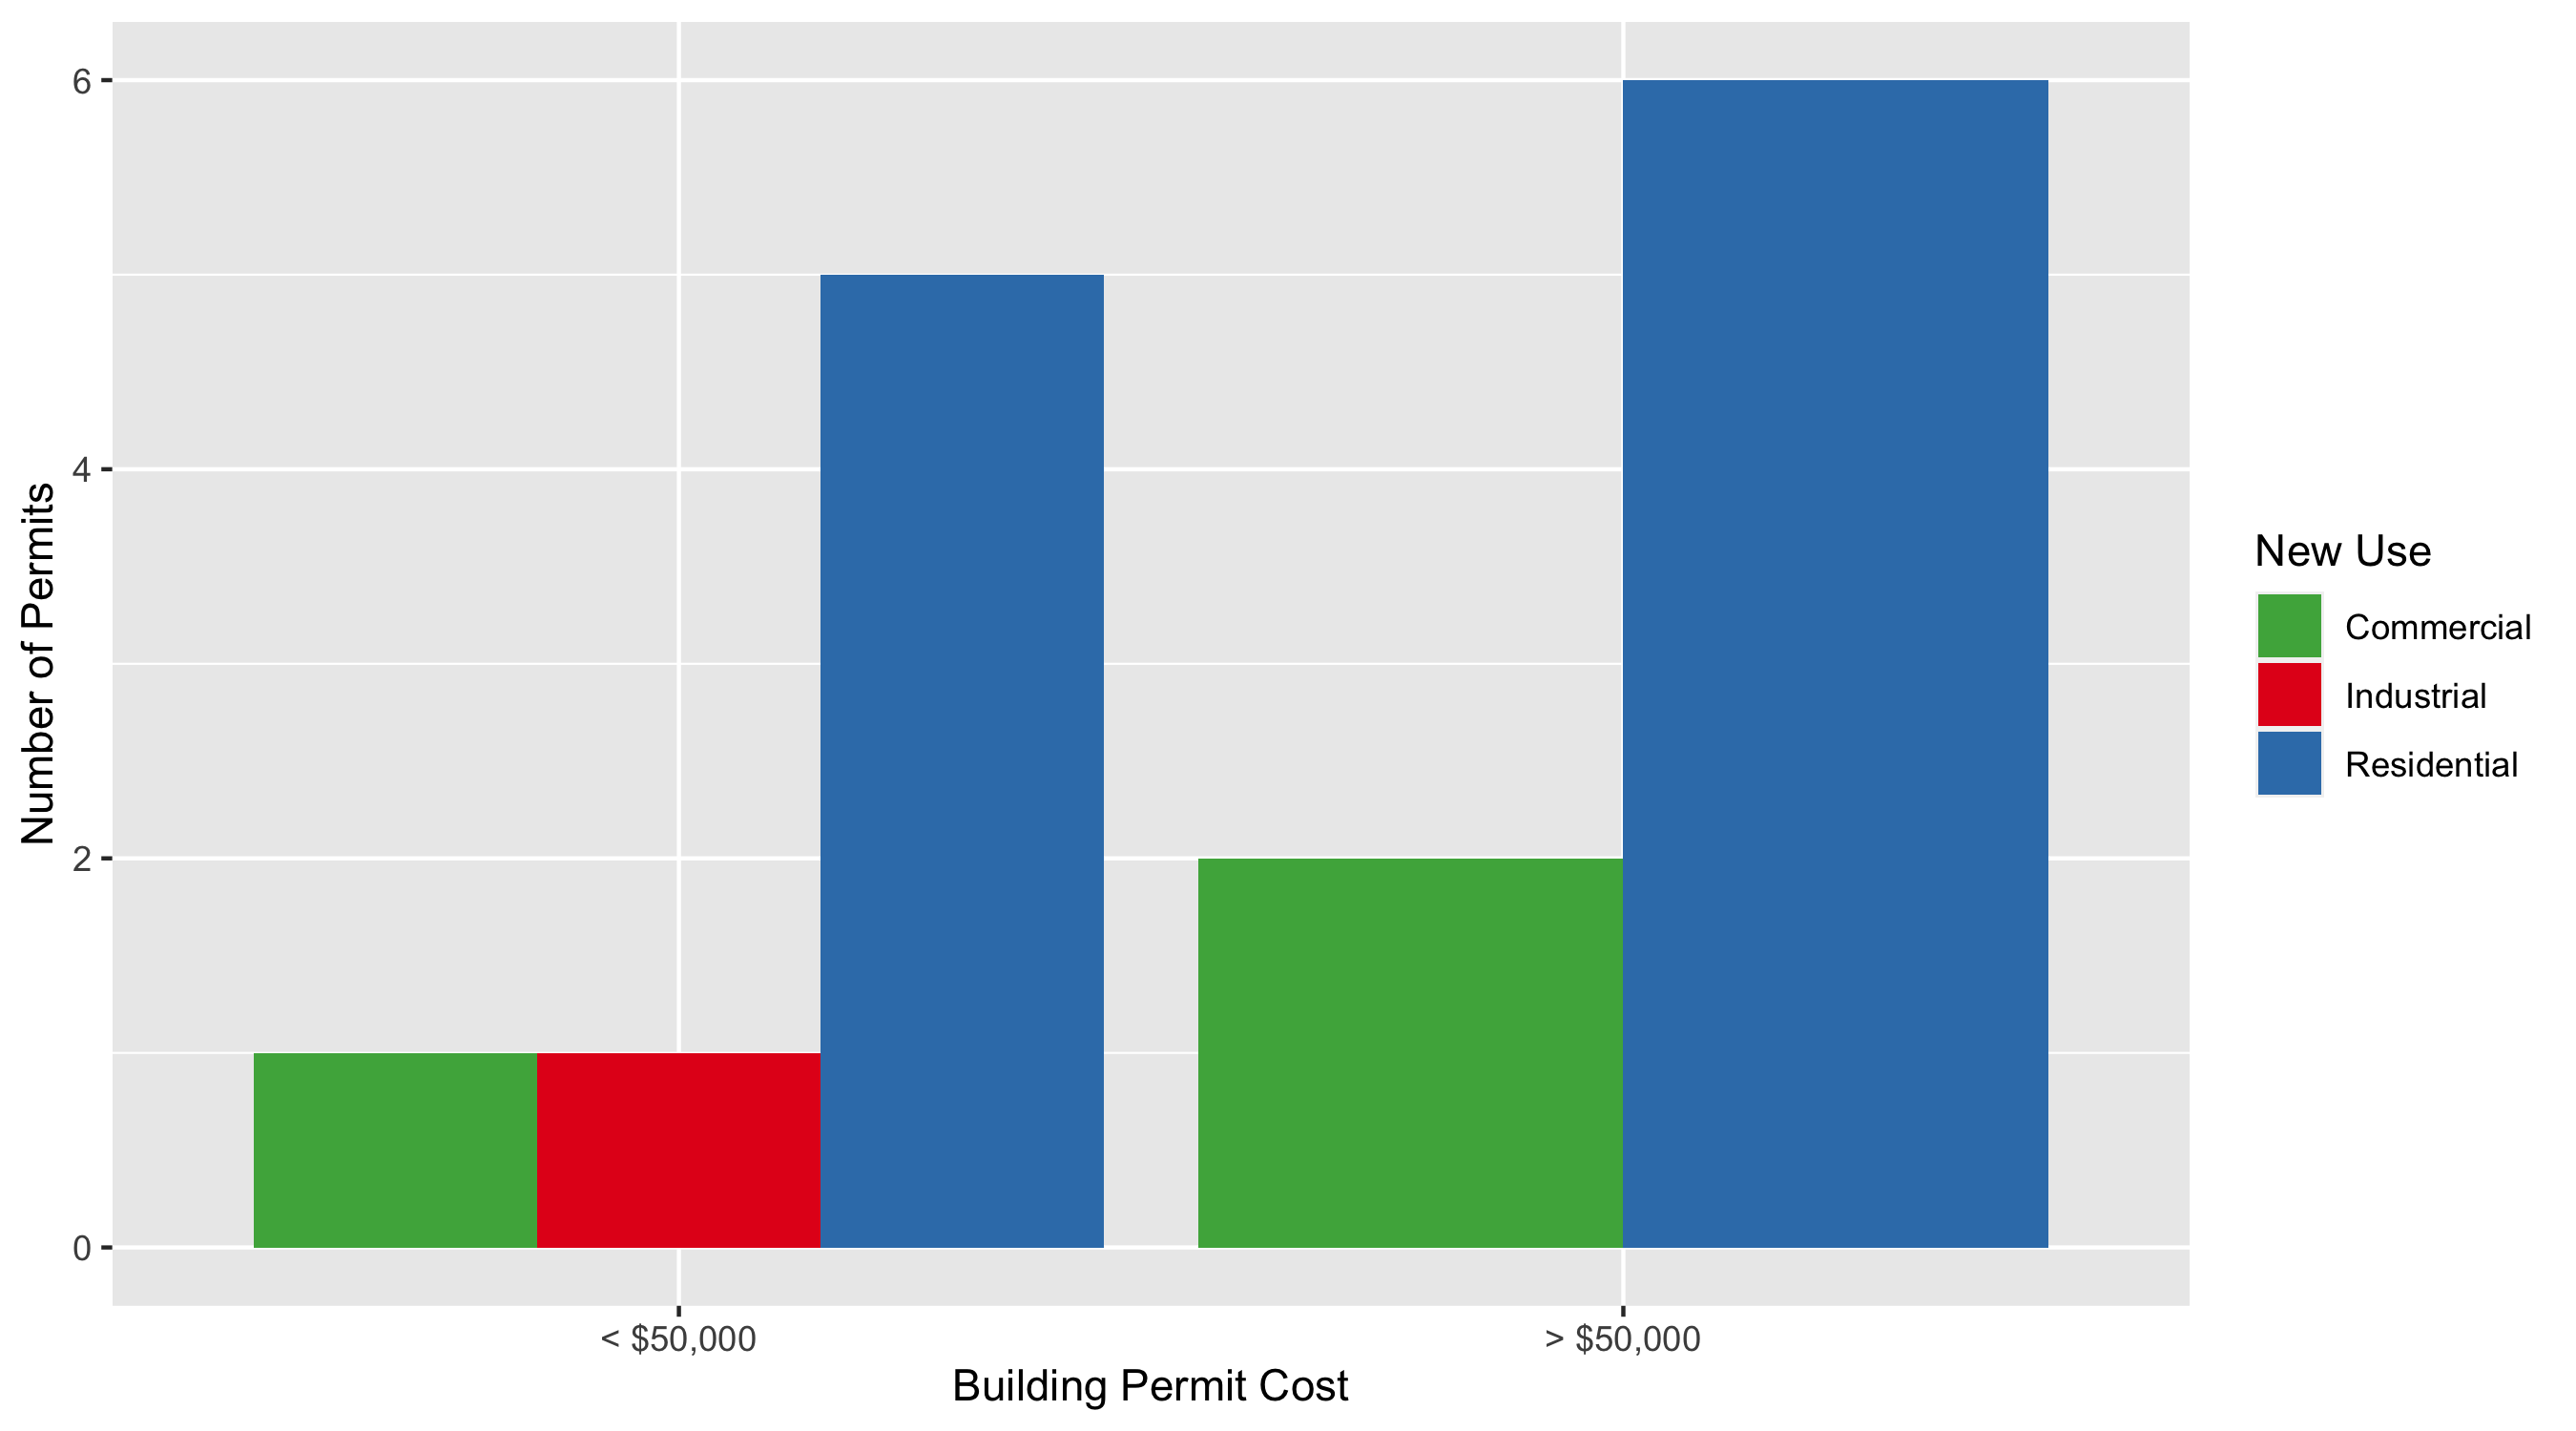 6
4
2
0
Number of Permits
< $50,000
> $50,000
Building Permit Cost
New Use
Commercial
Industrial
Residential